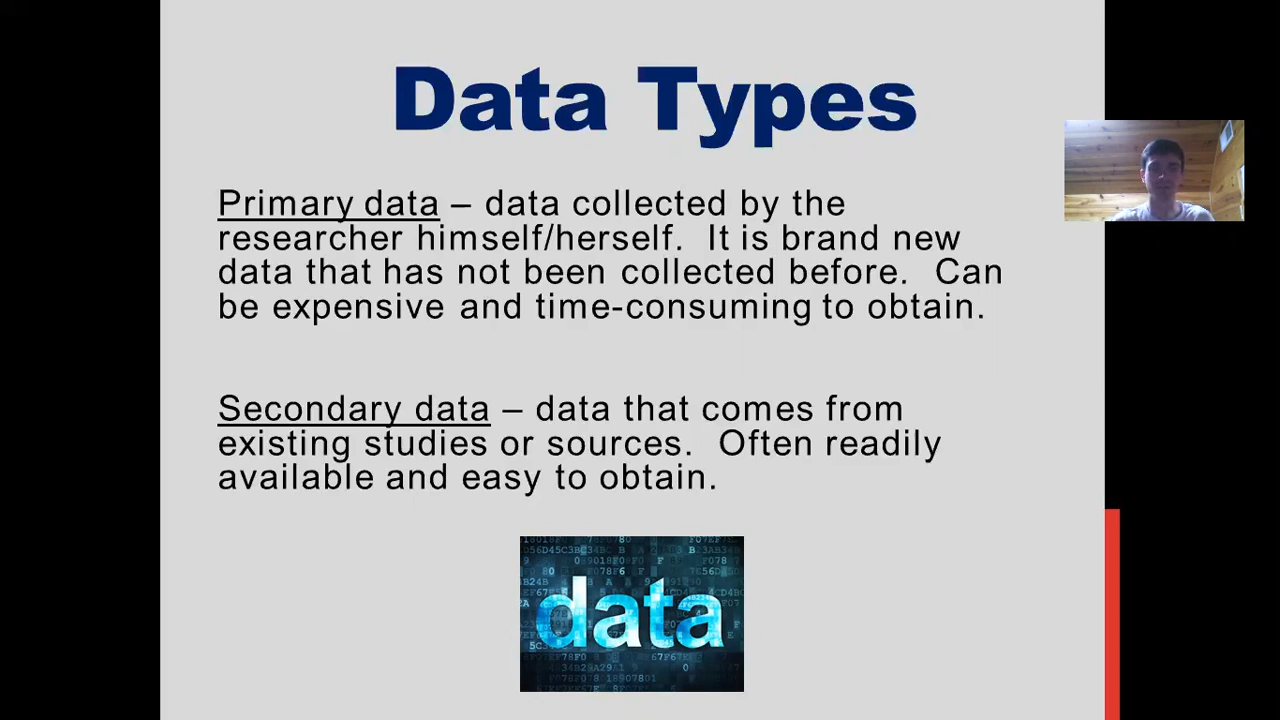 Data Types
Primary data – data collected by the
researcher himself/herself.  It is brand new
data that has not been collected before.  Can
be expensive and time-consuming to obtain.
Secondary data – data that comes from
existing studies or sources.  Often readily
available and easy to obtain.
data